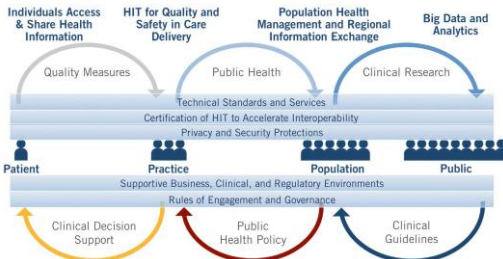 Individuals Access
& Share Health
Information
HIT for Quality and
Safety in Care
Delivery
Population Health
Management and Regional
Information Exchange
Big Data and
Analytics
Quality Measures
Public Health
Clinical Research
Technical Standards and Services
Certification of HIT to Accelerate Interoperability
Privacy and Security Protections
Patient
Practice
Population
Public
Supportive Business, Clinical, and Regulatory Environments
Rules of Engagement and Governance
Clinical Decision
Support
Public
Health Policy
Clinical
Guidelines